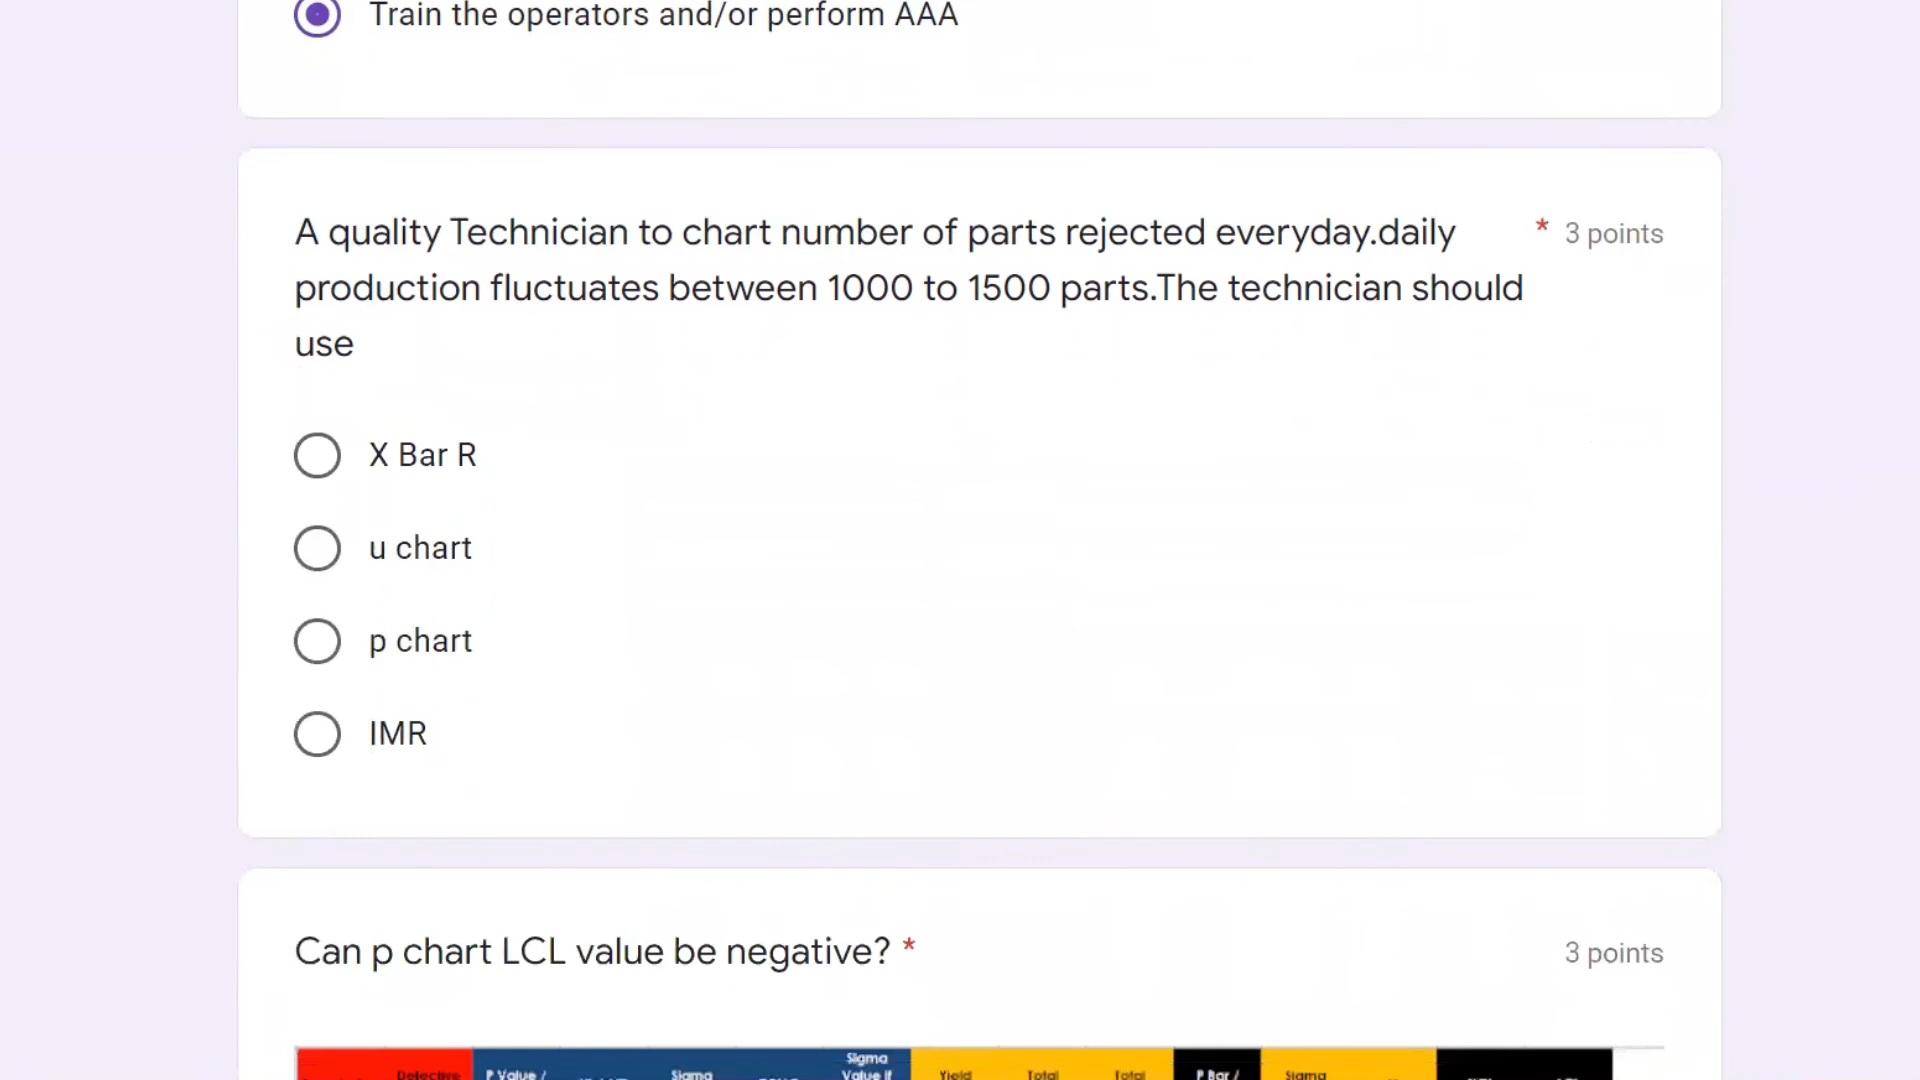 Train the operators and/or perform AAA
A quality Technician to chart number of parts rejected everyday.daily * 3 points
production fluctuates between 1000 to 1500 parts.The technician should
use
X Bar R
u chart
p chart
IMR
Can p chart LCL value be negative? * 3 points
Sigma
Defective P Value / Sigma Value if Yield Total Total P Bar / Sigma